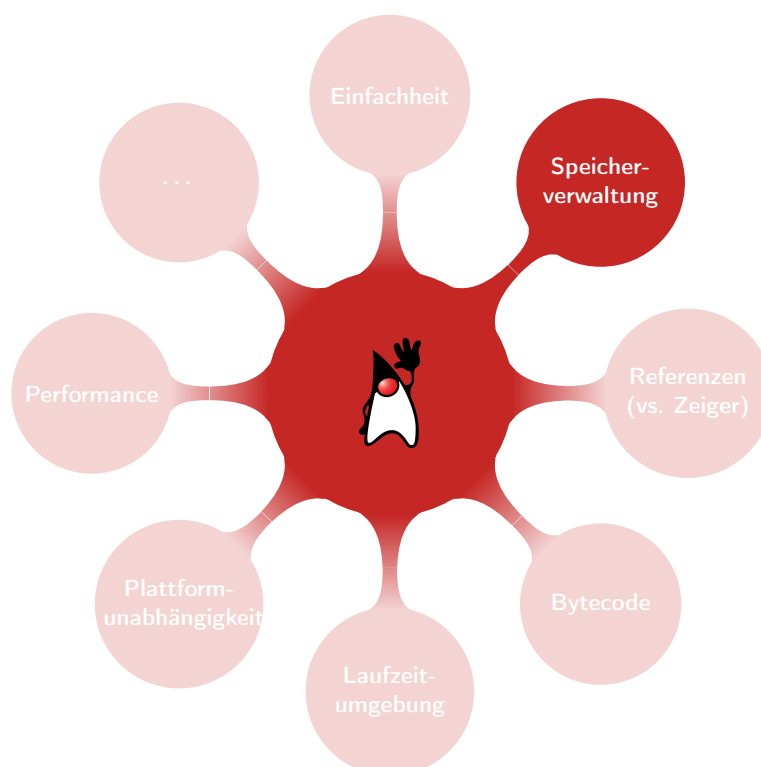 Einfachheit
Speicher-
verwaltung
Referenzen
(vs. Zeiger)
Bytecode
Laufzeit-
umgebung
Plattform-
unabhängigkeit
Performance
...